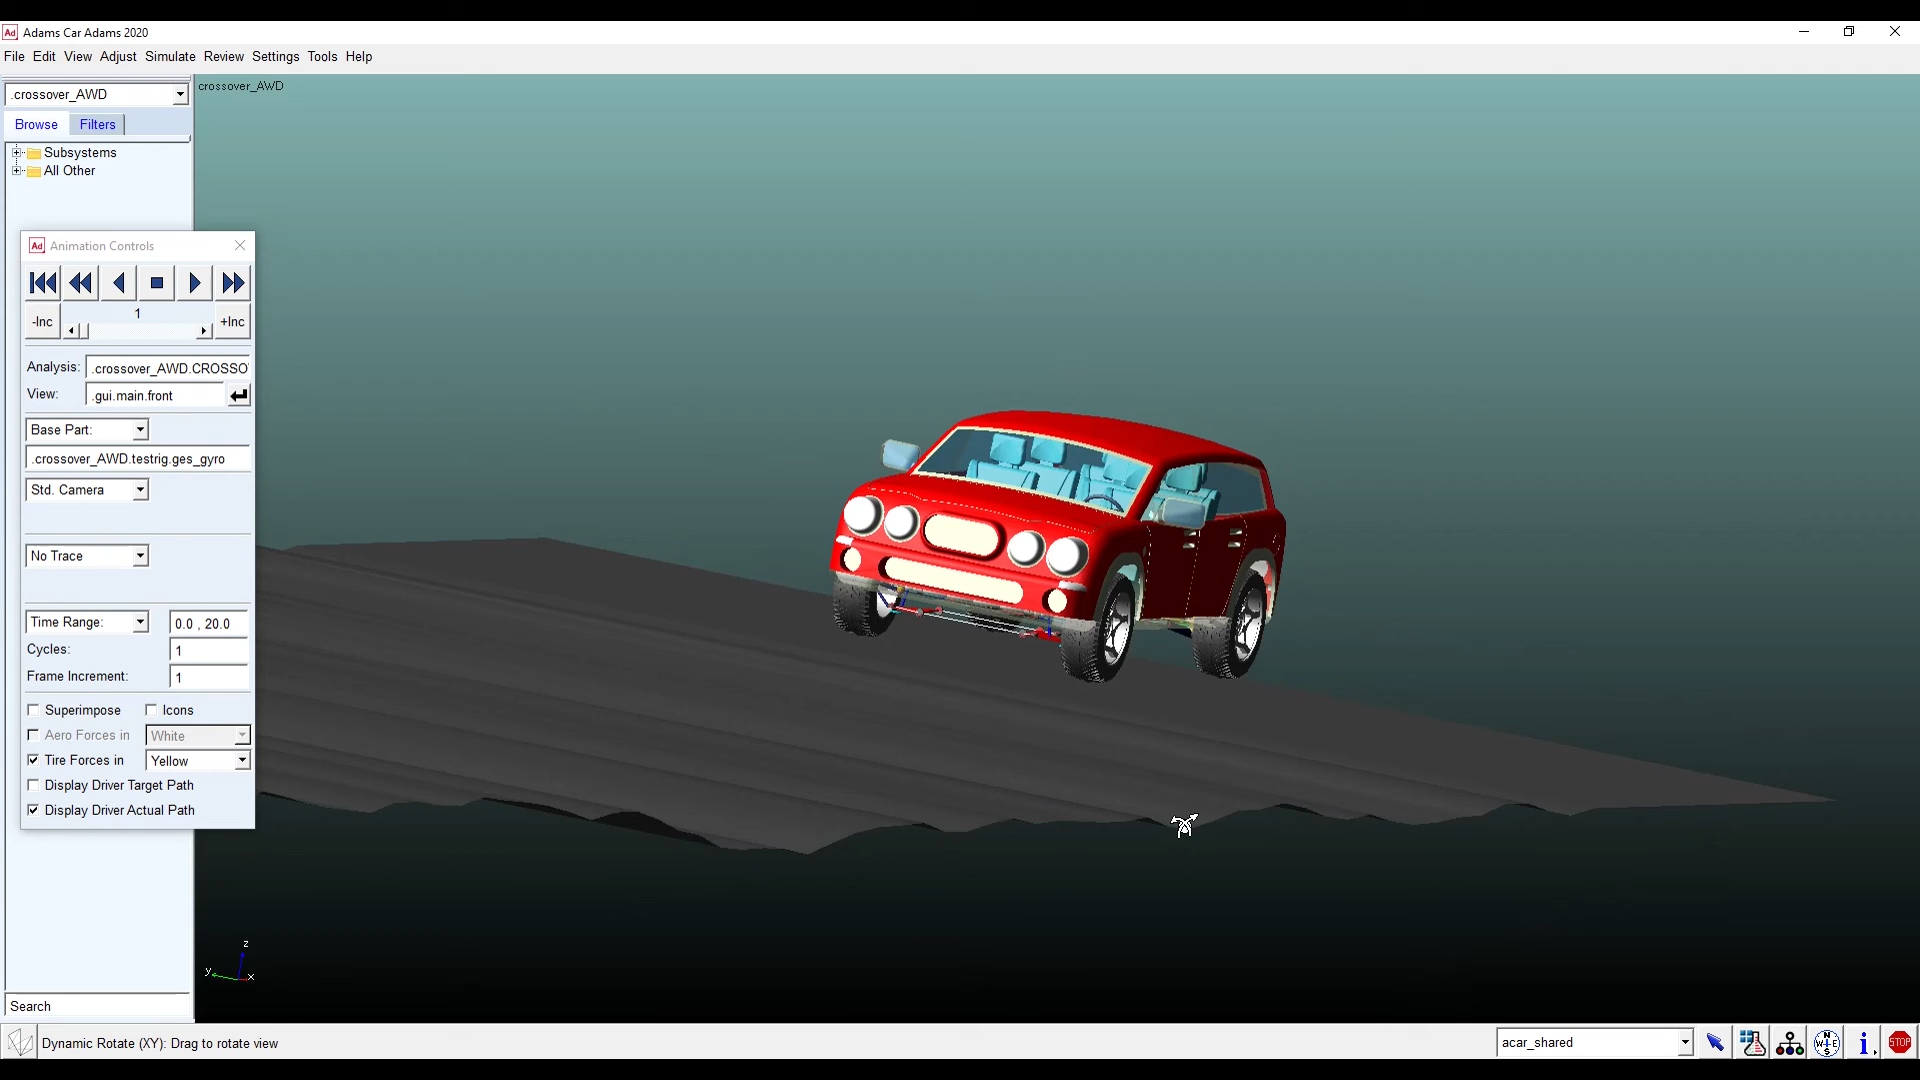 Ad Adams Car Adams 2020
File Edit View Adjust Simulate Review Settings Tools Help
.crossover_AWD
crossover_AWD
Browse Filters
Subsystems
All Other
Ad Animation Controls
-Inc 1 +Inc
Analysis: .crossover_AWD.CROSSO
View: .gui.main.front
Base Part:
.crossover_AWD.testrig.ges_gyro
Std. Camera
No Trace
Time Range: 0.0 , 20.0
Cycles: 1
Frame Increment: 1
Superimpose Icons
Aero Forces in White
Tire Forces in Yellow
Display Driver Target Path
Display Driver Actual Path
z
y x
Search
Dynamic Rotate (XY): Drag to rotate view
acar_shared
N
W E
S
i
STOP